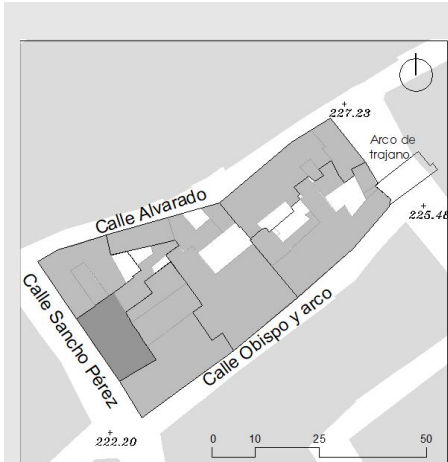 227.23
Arco de
trajano
225.48
Calle Alvarado
Calle Sancho Pérez
Calle Obispo y arco
222.20
0 10 25 50